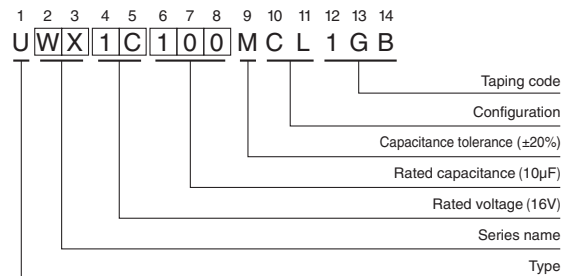 1 2 3 4 5 6 7 8 9 10 11 12 13 14
U W X 1 C 1 0 0 M C L 1 G B
Taping code
Configuration
Capacitance tolerance (±20%)
Rated capacitance (10µF)
Rated voltage (16V)
Series name
Type